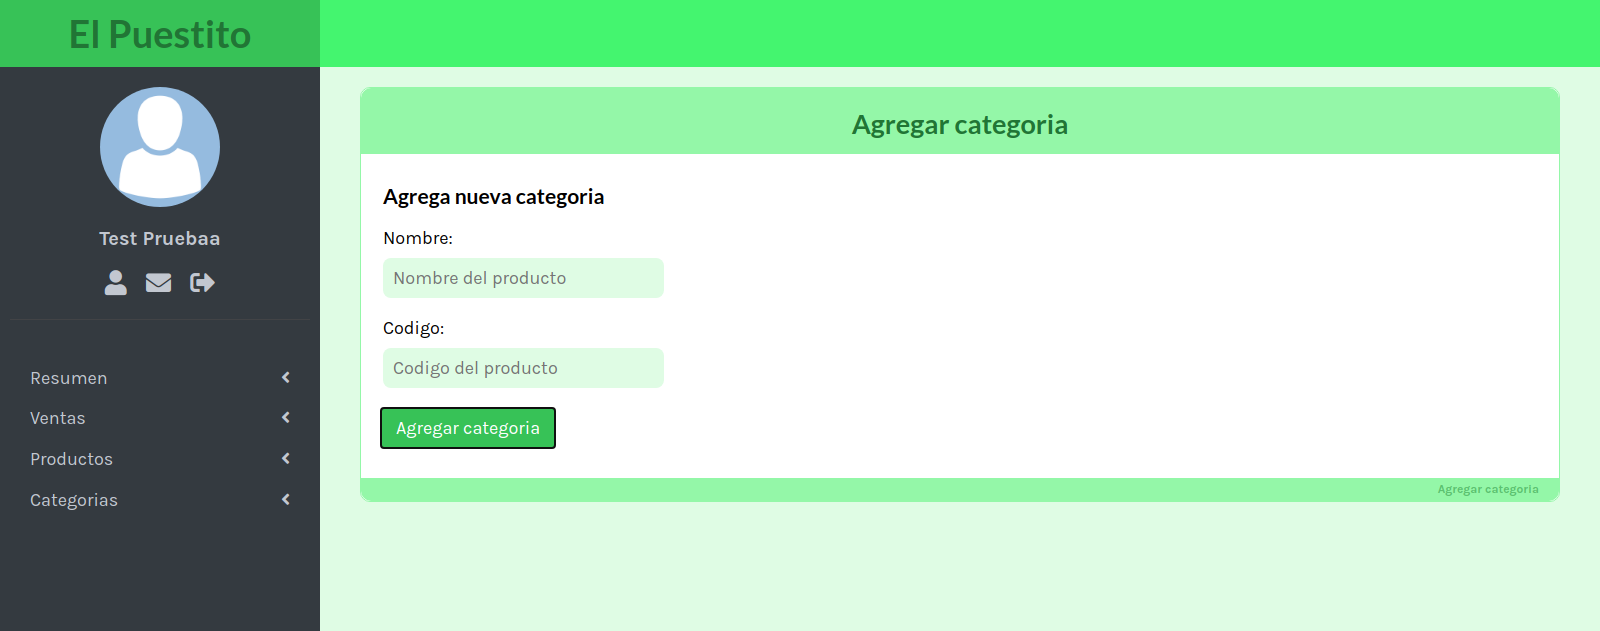 El Puestito
Test Pruebaa
Resumen
Ventas
Productos
Categorias
Agregar categoria
Agrega nueva categoria
Nombre:
Nombre del producto
Codigo:
Codigo del producto
Agregar categoria
Agregar categoria